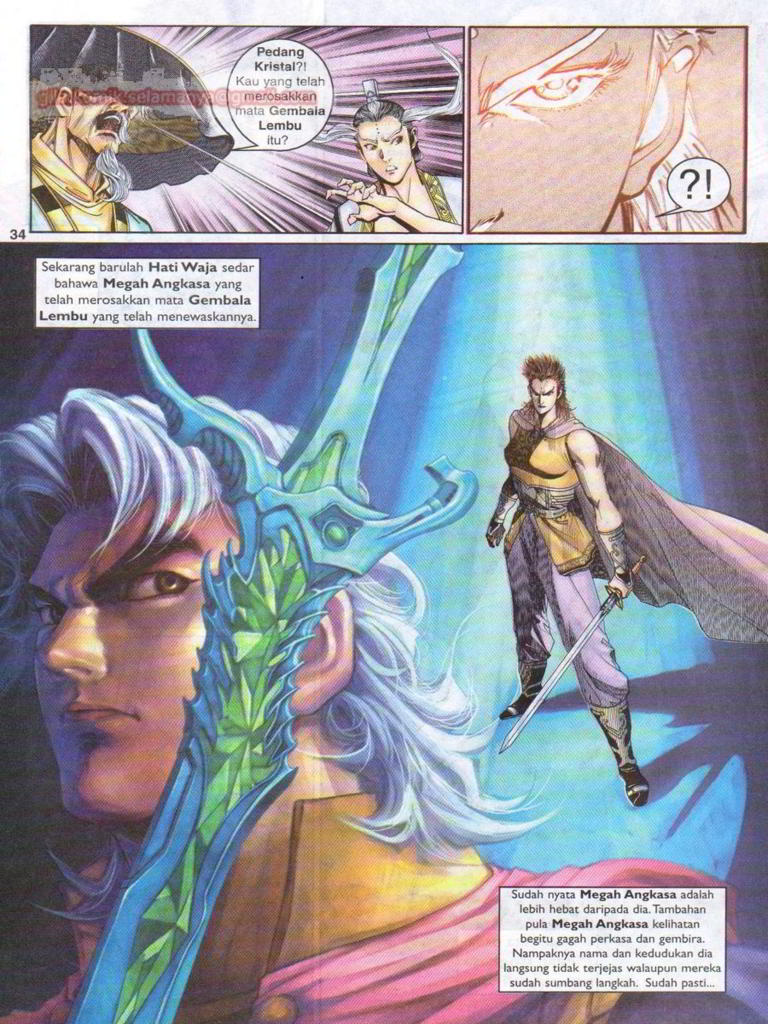 Pedang
Kristal?!
Kau yang telah
merosakkan
mata Gembala
Lembu
itu?
?!
34
Sekarang barulah Hati Waja sedar
bahawa Megah Angkasa yang
telah merosakkan mata Gembala
Lembu yang telah menewaskannya.
Sudah nyata Megah Angkasa adalah
lebih hebat daripada dia. Tambahan
pula Megah Angkasa kelihatan
begitu gagah perkasa dan gembira.
Nampaknya nama dan kedudukan dia
langsung tidak terjejas walaupun mereka
sudah sumbang langkah. Sudah pasti...